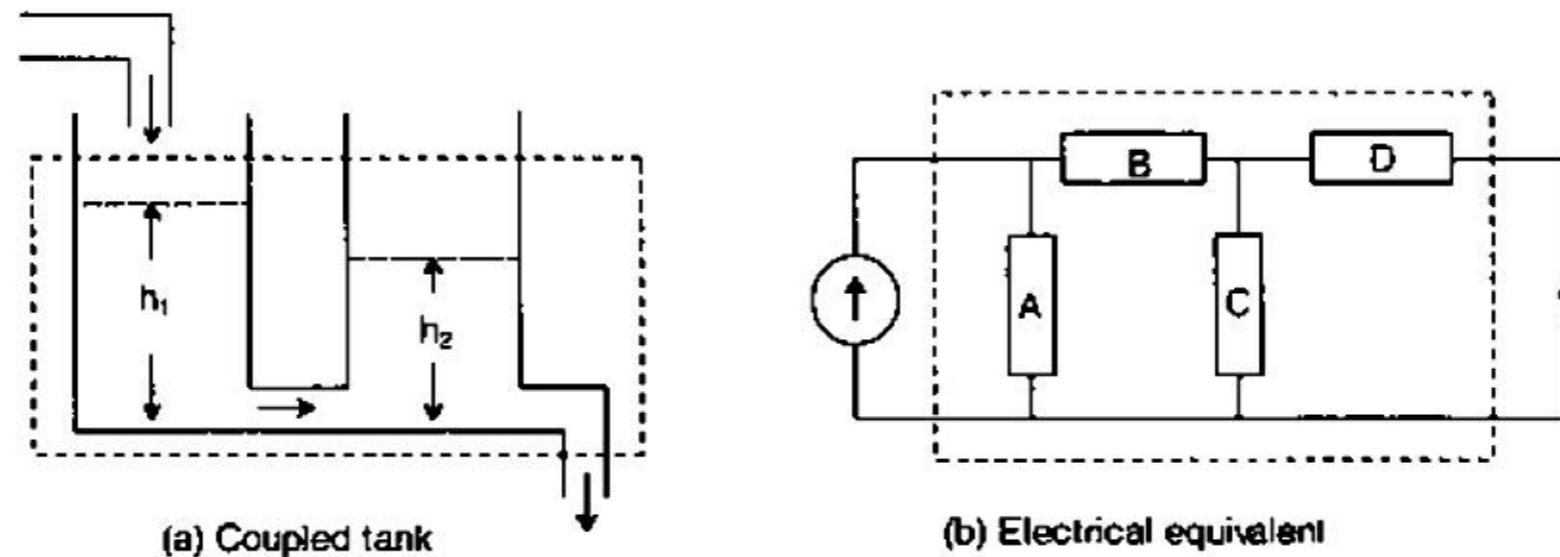 h₁
h₂
(a) Coupled tank
A
B
C
D
(b) Electrical equivalent